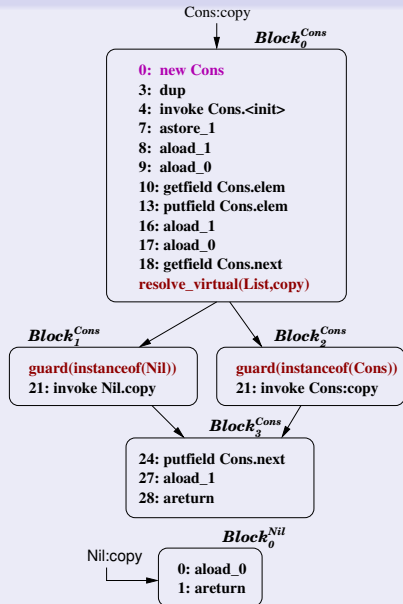 Cons:copy
Block_0^Cons
0: new Cons
3: dup
4: invoke Cons.<init>
7: astore_1
8: aload_1
9: aload_0
10: getfield Cons.elem
13: putfield Cons.elem
16: aload_1
17: aload_0
18: getfield Cons.next
resolve_virtual(List,copy)
Block_1^Cons
Block_2^Cons
guard(instanceof(Nil))
21: invoke Nil.copy
guard(instanceof(Cons))
21: invoke Cons:copy
Block_3^Cons
24: putfield Cons.next
27: aload_1
28: areturn
Block_0^Nil
Nil:copy
0: aload_0
1: areturn